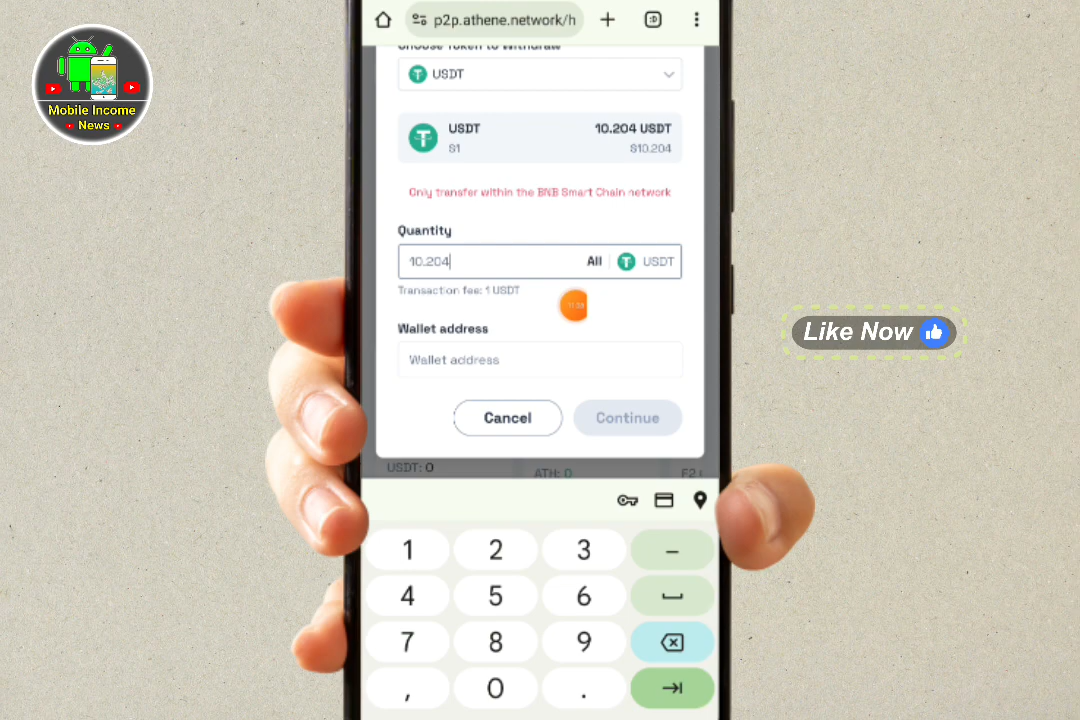 p2p.athene.network/h
:D
Choose Token to Withdraw
USDT
USDT
10.204 USDT
$1
$10.204
Only transfer within the BNB Smart Chain network
Quantity
10.204
All
USDT
Transaction fee: 1 USDT
Wallet address
Wallet address
Cancel
Continue
USDT: 0
ATH: 0
1 2 3 –
4 5 6
7 8 9
, 0 .
Mobile Income
News
Like Now